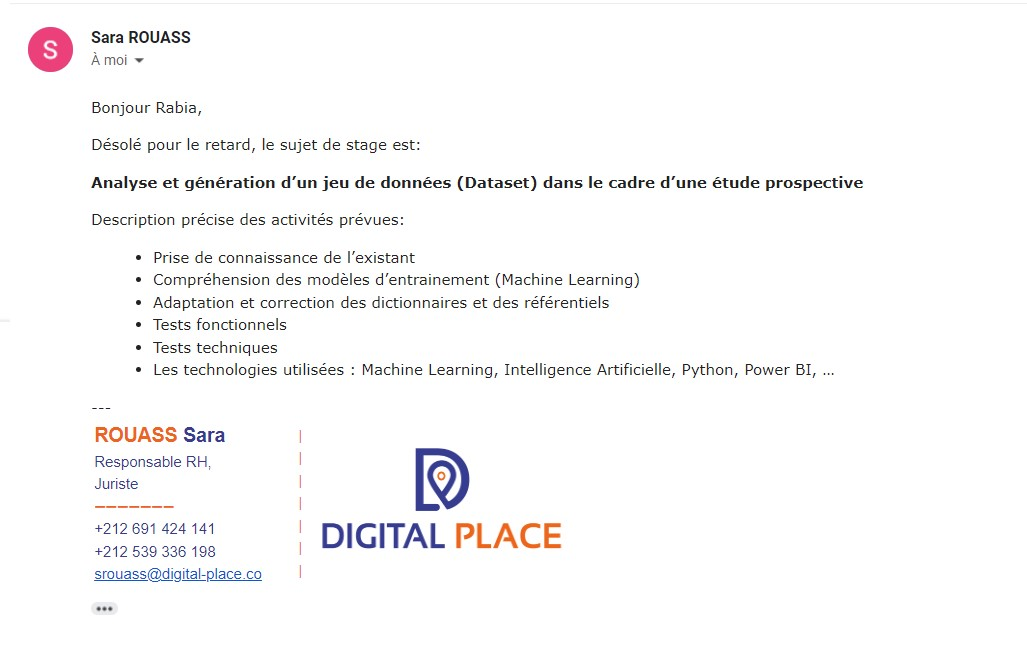 S
Sara ROUASS
À moi
Bonjour Rabia,
Désolé pour le retard, le sujet de stage est:
Analyse et génération d’un jeu de données (Dataset) dans le cadre d’une étude prospective
Description précise des activités prévues:
• Prise de connaissance de l’existant
• Compréhension des modèles d’entrainement (Machine Learning)
• Adaptation et correction des dictionnaires et des référentiels
• Tests fonctionnels
• Tests techniques
• Les technologies utilisées : Machine Learning, Intelligence Artificielle, Python, Power BI, …
---
ROUASS Sara
Responsable RH,
Juriste
–––––––
+212 691 424 141
+212 539 336 198
srouass@digital-place.co
DIGITAL PLACE